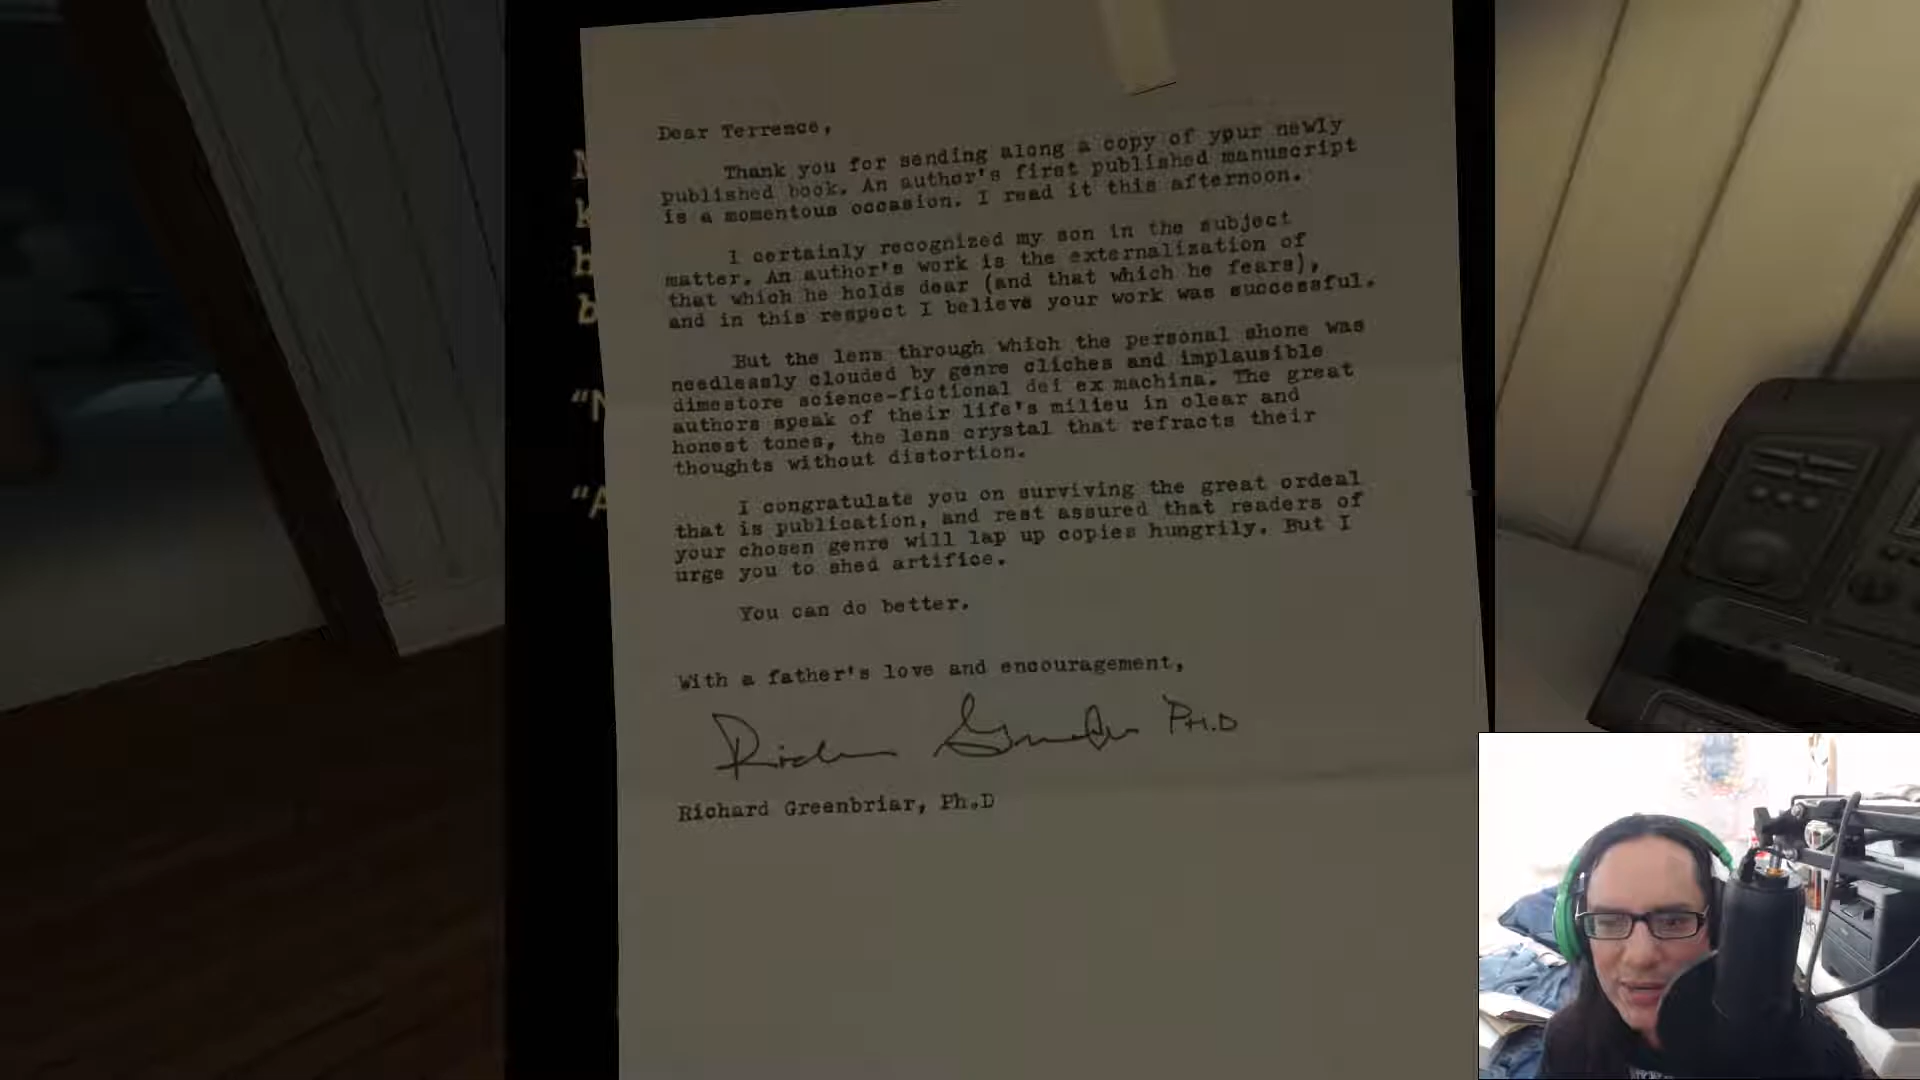 Dear Terrence,
Thank you for sending along a copy of your newly
published book. An author's first published manuscript
is a momentous occasion. I read it this afternoon.
I certainly recognized my son in the subject
matter. An author's work is the externalization of
that which he holds dear (and that which he fears),
and in this respect I believe your work was successful.
But the lens through which the personal shone was
needlessly clouded by genre cliches and implausible
dimestore science-fictional dei ex machina. The great
authors speak of their life's milieu in clear and
honest tones, the lens crystal that refracts their
thoughts without distortion.
I congratulate you on surviving the great ordeal
that is publication, and rest assured that readers of
your chosen genre will lap up copies hungrily. But I
urge you to shed artifice.
You can do better.
With a father's love and encouragement,
PH.D
Richard Greenbriar, Ph.D